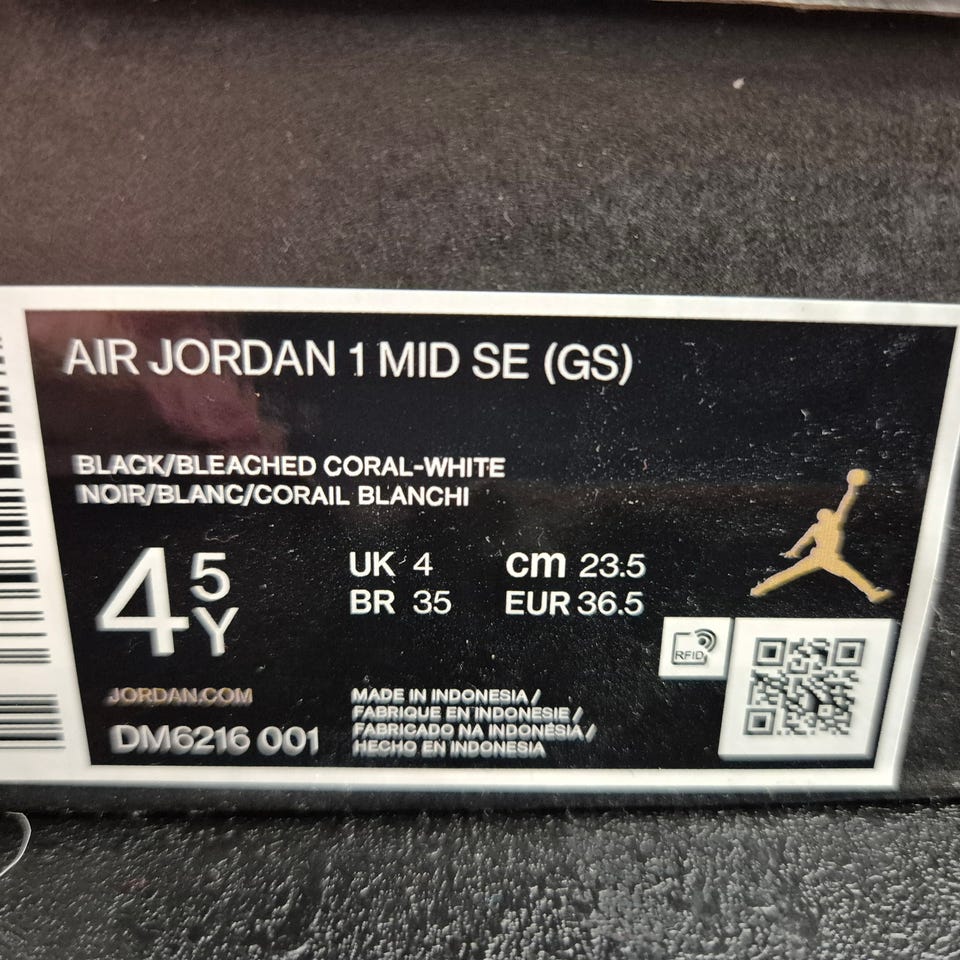 AIR JORDAN 1 MID SE (GS)
BLACK/BLEACHED CORAL-WHITE
NOIR/BLANC/CORAIL BLANCHI
4 5 Y
UK 4 cm 23.5
BR 35 EUR 36.5
RFID
JORDAN.COM
DM6216 001
MADE IN INDONESIA /
FABRIQUE EN INDONESIE /
FABRICADO NA INDONÉSIA /
HECHO EN INDONESIA